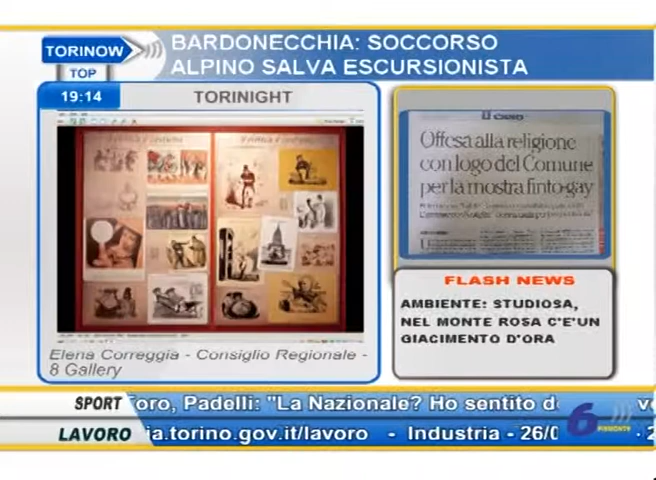 TORINOW
TOP
BARDONECCHIA: SOCCORSO
ALPINO SALVA ESCURSIONISTA
19:14
TORINIGHT
Elena Correggia - Consiglio Regionale -
8 Gallery
Offesa alla religione
con logo del Comune
per la mostra finto-gay
FLASH NEWS
AMBIENTE: STUDIOSA,
NEL MONTE ROSA C'E'UN
GIACIMENTO D'ORA
SPORT Toro, Padelli: "La Nazionale? Ho sentito d
LAVORO ia.torino.gov.it/lavoro - Industria - 26/0
6